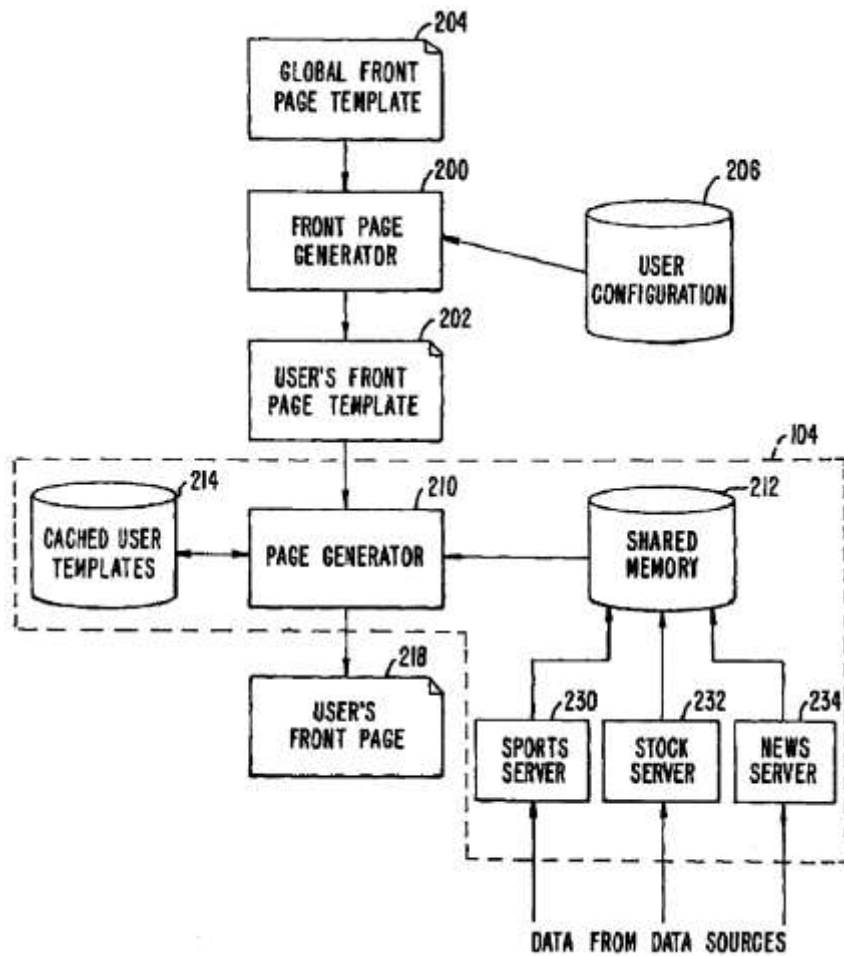 204
GLOBAL FRONT
PAGE TEMPLATE
200
FRONT PAGE
GENERATOR
206
USER
CONFIGURATION
202
USER'S FRONT
PAGE TEMPLATE
104
214
CACHED USER
TEMPLATES
210
PAGE GENERATOR
212
SHARED
MEMORY
218
USER'S
FRONT PAGE
230
SPORTS
SERVER
232
STOCK
SERVER
234
NEWS
SERVER
DATA FROM DATA SOURCES